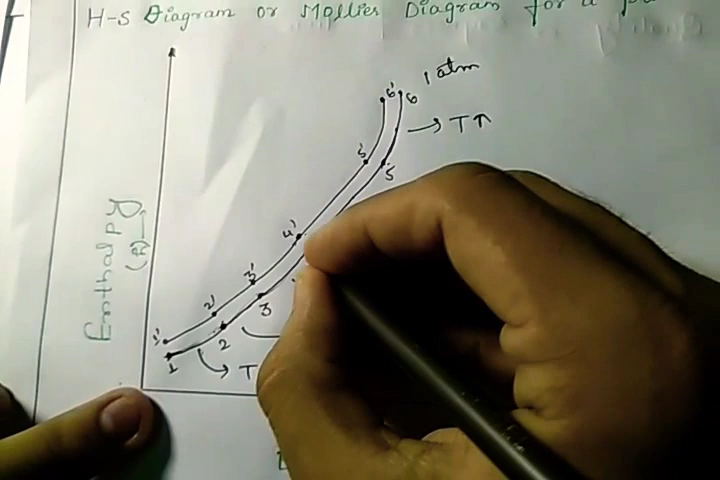 H-S Diagram or Mollier Diagram for a
1 atm
6' 6
T↑
5'
5
4'
3'
3
2'
2
1'
1
T
Enthalpy
(h)